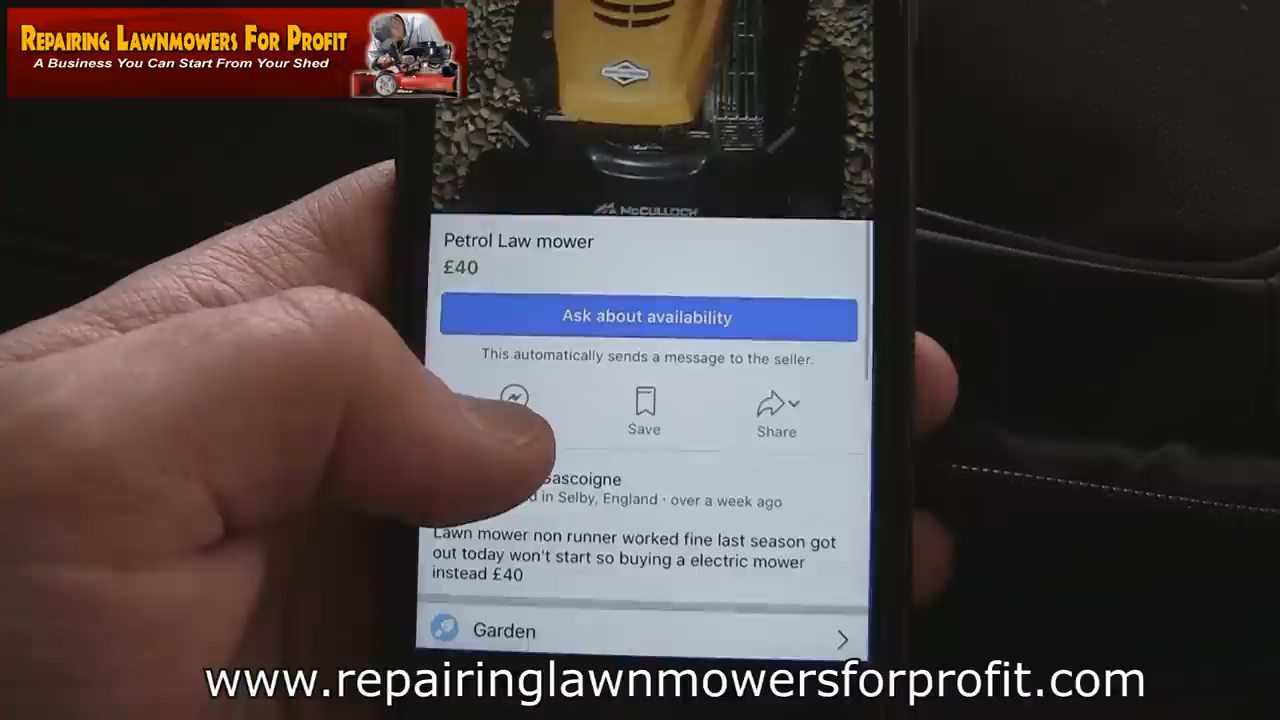 REPAIRING LAWNMOWERS FOR PROFIT
A Business You Can Start From Your Shed
McCULLOCH
Petrol Law mower
£40
Ask about availability
This automatically sends a message to the seller.
Save
Share
Gascoigne
in Selby, England · over a week ago
Lawn mower non runner worked fine last season got
out today won't start so buying a electric mower
instead £40
Garden
www.repairinglawnmowersforprofit.com